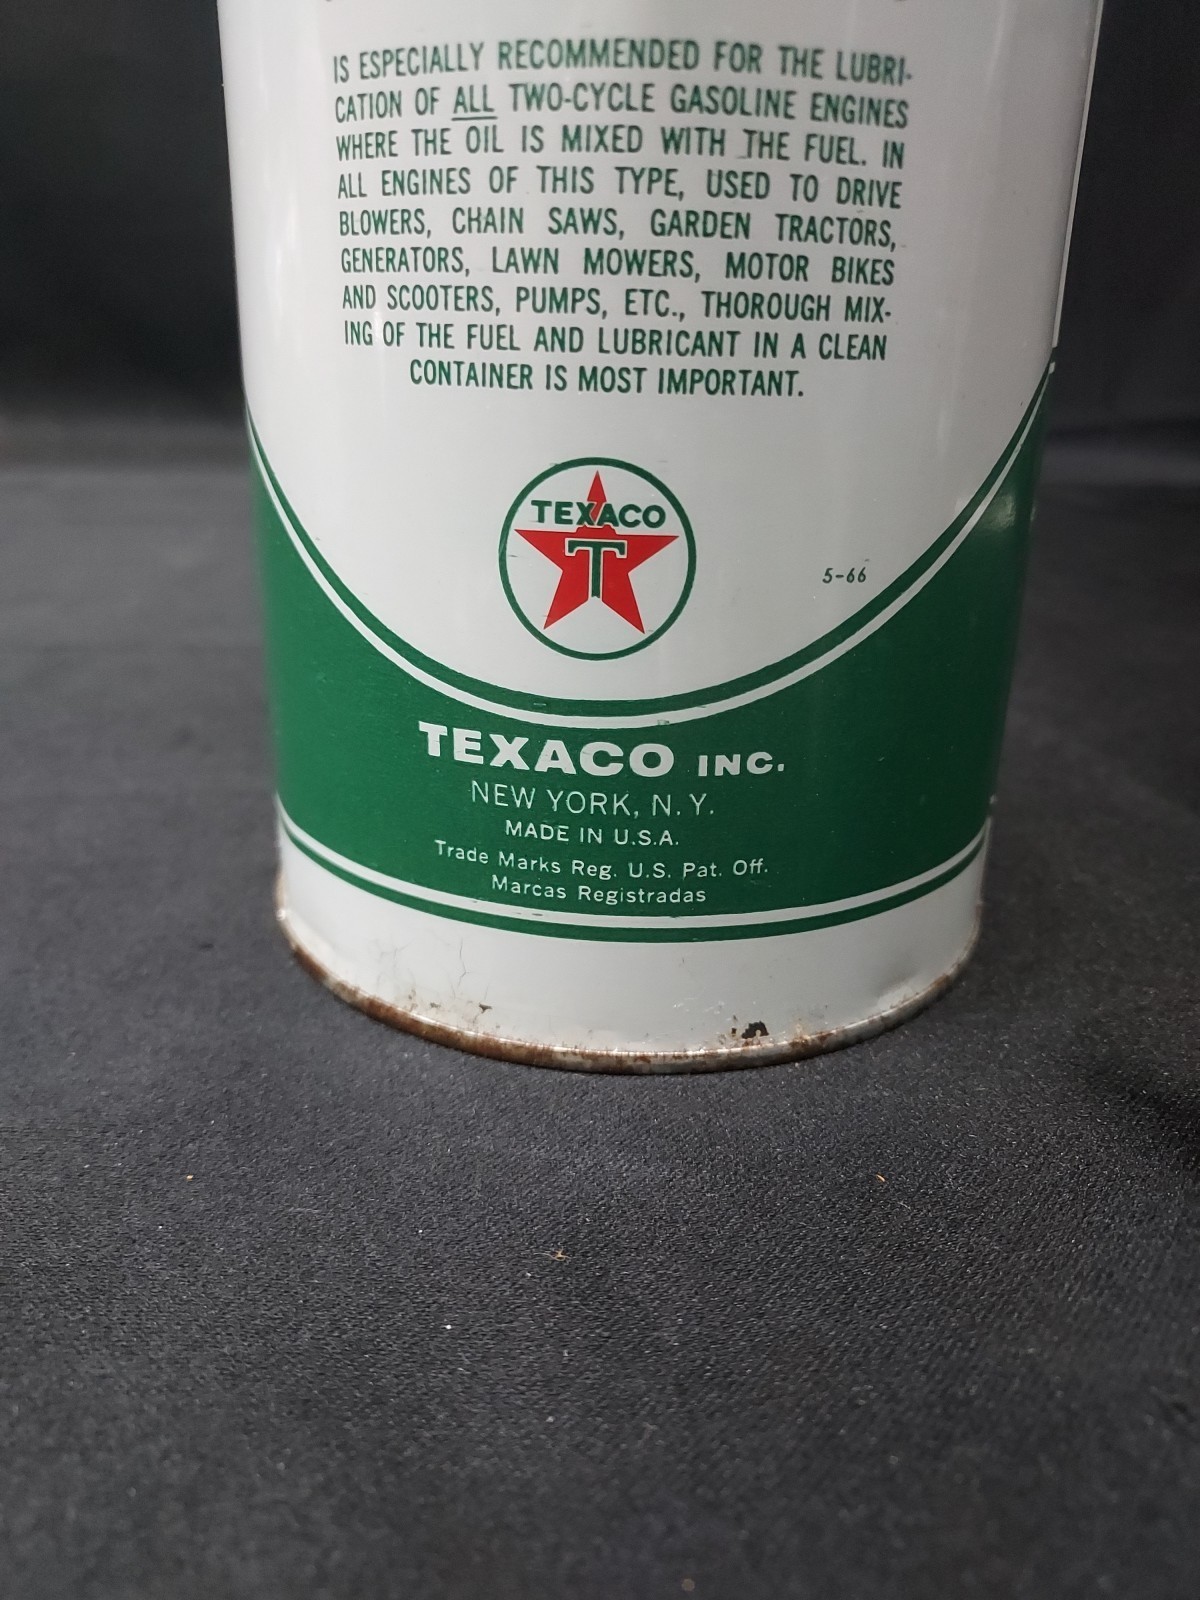 IS ESPECIALLY RECOMMENDED FOR THE LUBRI-
CATION OF ALL TWO-CYCLE GASOLINE ENGINES
WHERE THE OIL IS MIXED WITH THE FUEL. IN
ALL ENGINES OF THIS TYPE, USED TO DRIVE
BLOWERS, CHAIN SAWS, GARDEN TRACTORS,
GENERATORS, LAWN MOWERS, MOTOR BIKES
AND SCOOTERS, PUMPS, ETC., THOROUGH MIX-
ING OF THE FUEL AND LUBRICANT IN A CLEAN
CONTAINER IS MOST IMPORTANT.
TEXACO
T
5-66
TEXACO INC.
NEW YORK, N.Y.
MADE IN U.S.A.
Trade Marks Reg. U.S. Pat. Off.
Marcas Registradas